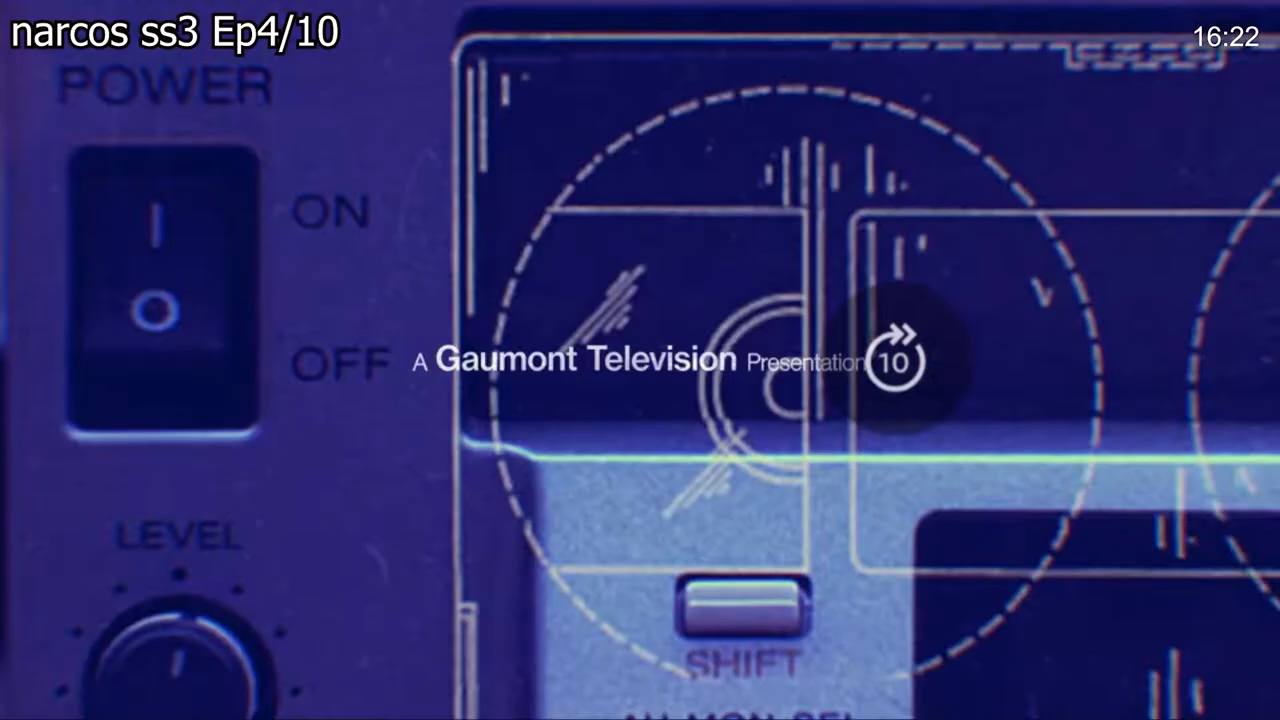 narcos ss3 Ep4/10
16:22
POWER
ON
OFF
A Gaumont Television Presentation
10
LEVEL
SHIFT